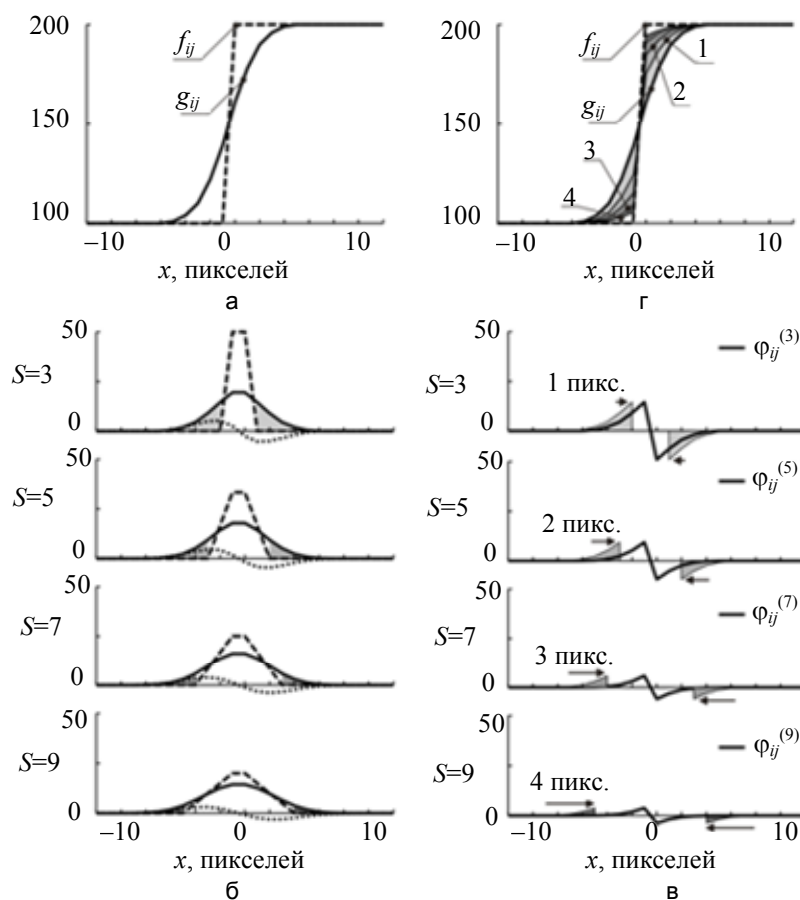 200
150
100
f_ij
g_ij
–10 0 10
x, пикселей
а
200
150
100
f_ij
g_ij
1
2
3
4
–10 0 10
x, пикселей
г
S=3
50
0
S=5
50
0
S=7
50
0
S=9
50
0
–10 0 10
x, пикселей
б
S=3
50
0
1 пикс.
φ_ij^(3)
S=5
50
0
2 пикс.
φ_ij^(5)
S=7
50
0
3 пикс.
φ_ij^(7)
S=9
50
0
4 пикс.
φ_ij^(9)
–10 0 10
x, пикселей
в